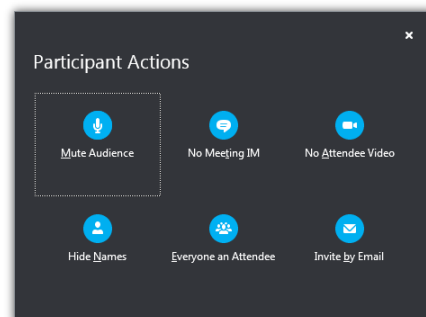 Participant Actions
Mute Audience
No Meeting IM
No Attendee Video
Hide Names
Everyone an Attendee
Invite by Email